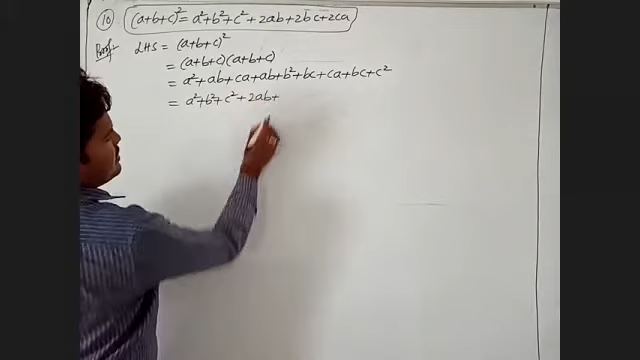 10 (a+b+c)² = a²+b²+c²+2ab+2bc+2ca
Proof:- LHS = (a+b+c)²
= (a+b+c)(a+b+c)
= a²+ab+ca+ab+b²+bc+ca+bc+c²
= a²+b²+c²+2ab+